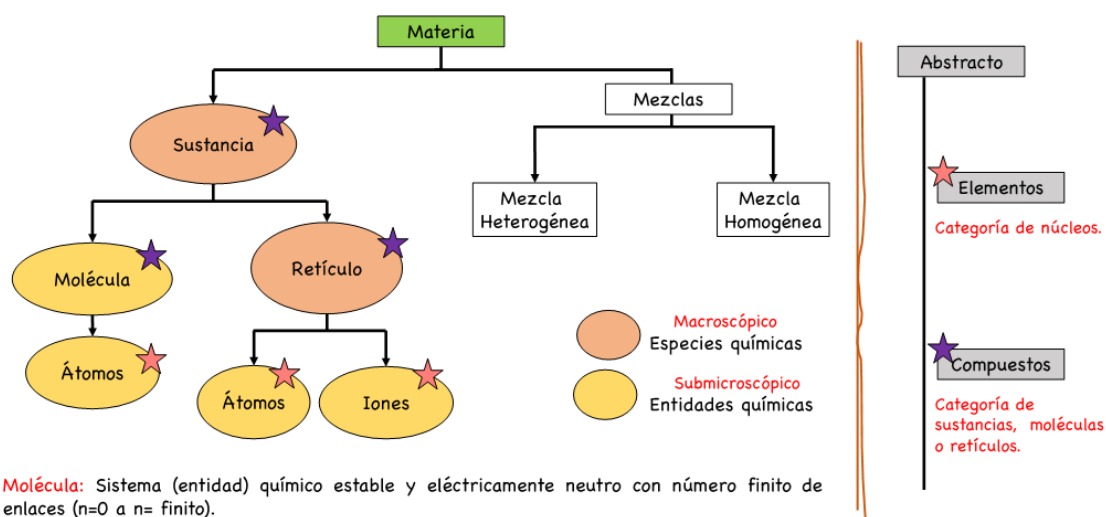 Materia
Abstracto
Mezclas
Sustancia
Elementos
Mezcla
Heterogénea
Mezcla
Homogénea
Categoría de núcleos.
Molécula
Retículo
Macroscópico
Especies químicas
Compuestos
Átomos
Átomos
Iones
Submicroscópico
Entidades químicas
Categoría de
sustancias, moléculas
o retículos.
Molécula: Sistema (entidad) químico estable y eléctricamente neutro con número finito de
enlaces (n=0 a n= finito).